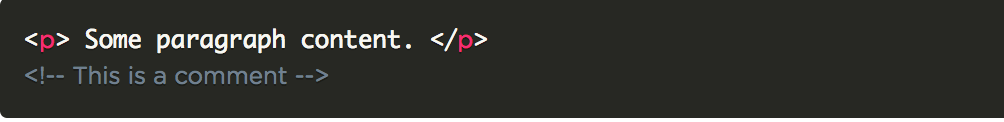 <p> Some paragraph content. </p>
<!-- This is a comment -->